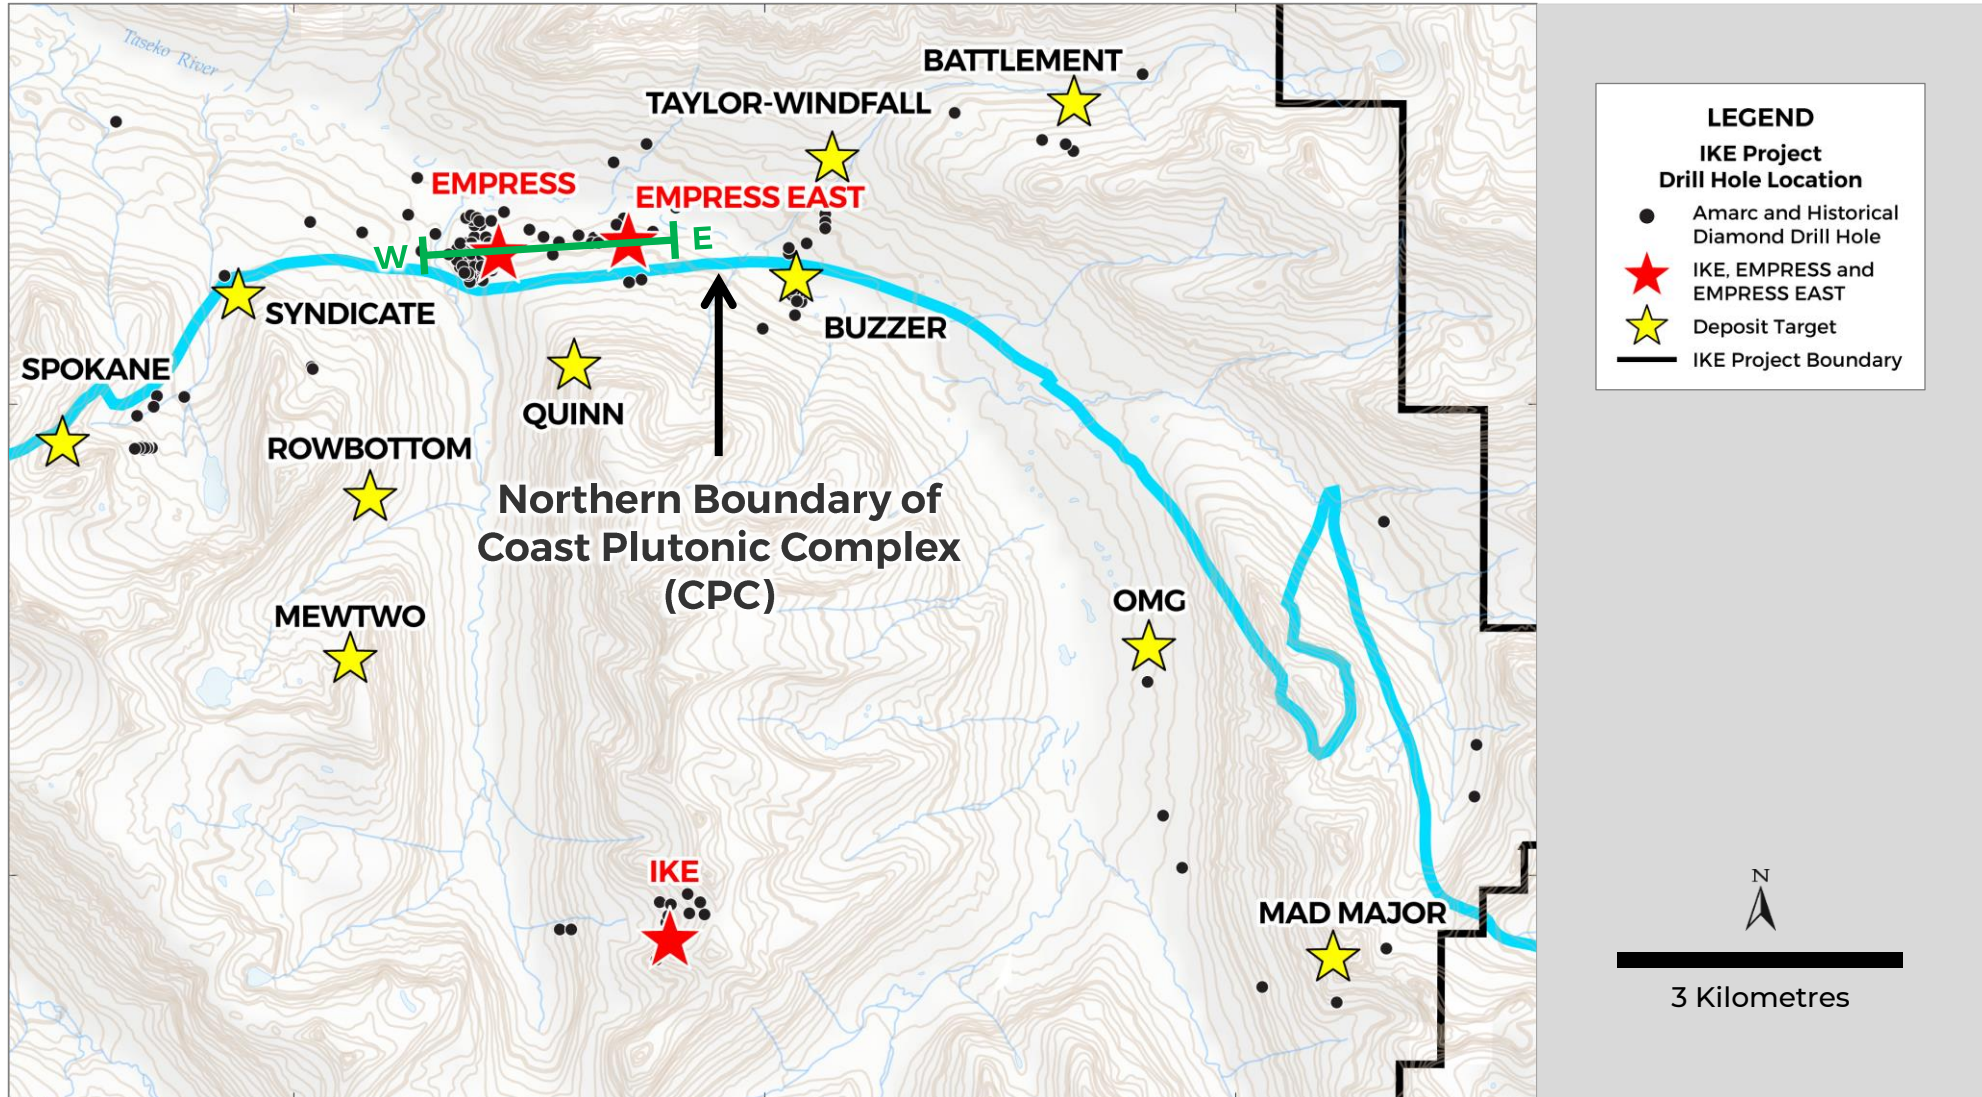 Taseko River
BATTLEMENT
TAYLOR-WINDFALL
EMPRESS
EMPRESS EAST
W
E
SYNDICATE
BUZZER
SPOKANE
QUINN
ROWBOTTOM
Northern Boundary of
Coast Plutonic Complex
(CPC)
MEWTWO
OMG
IKE
MAD MAJOR
LEGEND
IKE Project
Drill Hole Location
Amarc and Historical
Diamond Drill Hole
IKE, EMPRESS and
EMPRESS EAST
Deposit Target
IKE Project Boundary
N
3 Kilometres